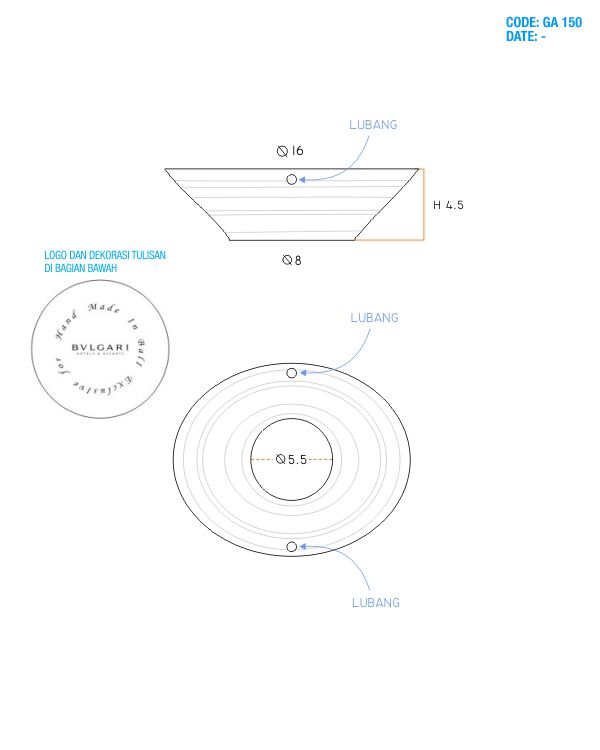 CODE: GA 150
DATE: -
LUBANG
Ø 16
H 4.5
Ø 8
LOGO DAN DEKORASI TULISAN
DI BAGIAN BAWAH
Hand Made In Bali Exclusive for
BVLGARI
HOTELS & RESORTS
LUBANG
Ø 5.5
LUBANG